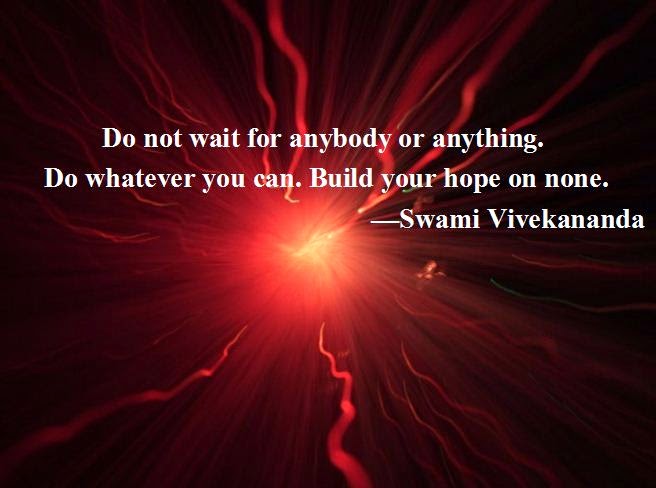 Do not wait for anybody or anything.
Do whatever you can. Build your hope on none.
—Swami Vivekananda